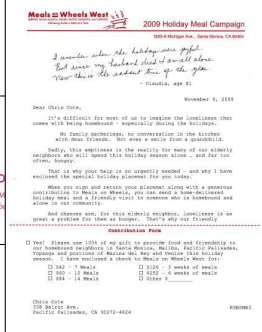 Meals on Wheels West
2009 Holiday Meal Campaign
1823-A Michigan Ave., Santa Monica, CA 90404
I remember when the holidays were joyful.
But since my husband died I am all alone.
Now this is the saddest time of the year
- Claudia, age 81
November 9, 2009
Dear Chris Cote,
It's difficult for most of us to imagine the loneliness that
comes with being homebound - especially during the holidays.
No family gatherings, no conversation in the kitchen
with dear friends. Not even a smile from a grandchild.
Sadly, this emptiness is the reality for many of our elderly
neighbors who will spend this holiday season alone … and far too
often, hungry.
That is why your help is so urgently needed - and why I have
enclosed the special holiday placemat for you today.
When you sign and return your placemat along with a generous
contribution to Meals on Wheels, you can send a home-delivered
holiday meal and a friendly visit to someone who is homebound and
alone in our community.
And chances are, for this elderly neighbor, loneliness is as
great a problem for them as hunger. That's why our friendly
Contribution Form
Yes! Please use 100% of my gift to provide food and friendship to
our homebound neighbors in Santa Monica, Malibu, Pacific Palisades,
Topanga and portions of Marina del Rey and Venice this holiday
season. I have enclosed a check to Meals on Wheels West for:
$42 - 7 Meals
$126 - 3 weeks of meals
$60 - 10 Meals
$252 - 6 weeks of meals
$84 - 14 Meals
Other $
Chris Cote
338 Beirut Ave.
Pacific Palisades, CA 90272-4624